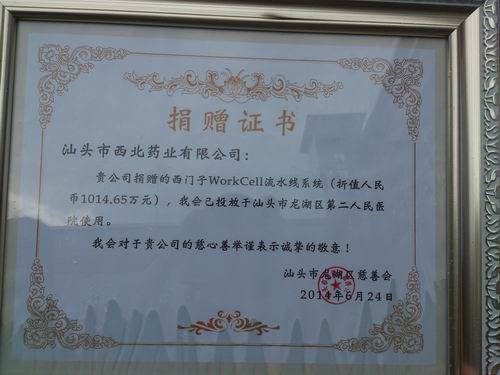 捐赠证书
汕头市西北药业有限公司：
贵公司捐赠的西门子WorkCell流水线系统（折值人民
币1014.65万元），我会已投放于汕头市龙湖区第二人民医
院使用。
我会对于贵公司的慈心善举谨表示诚挚的敬意！
汕头市龙湖区慈善会
2014年6月24日